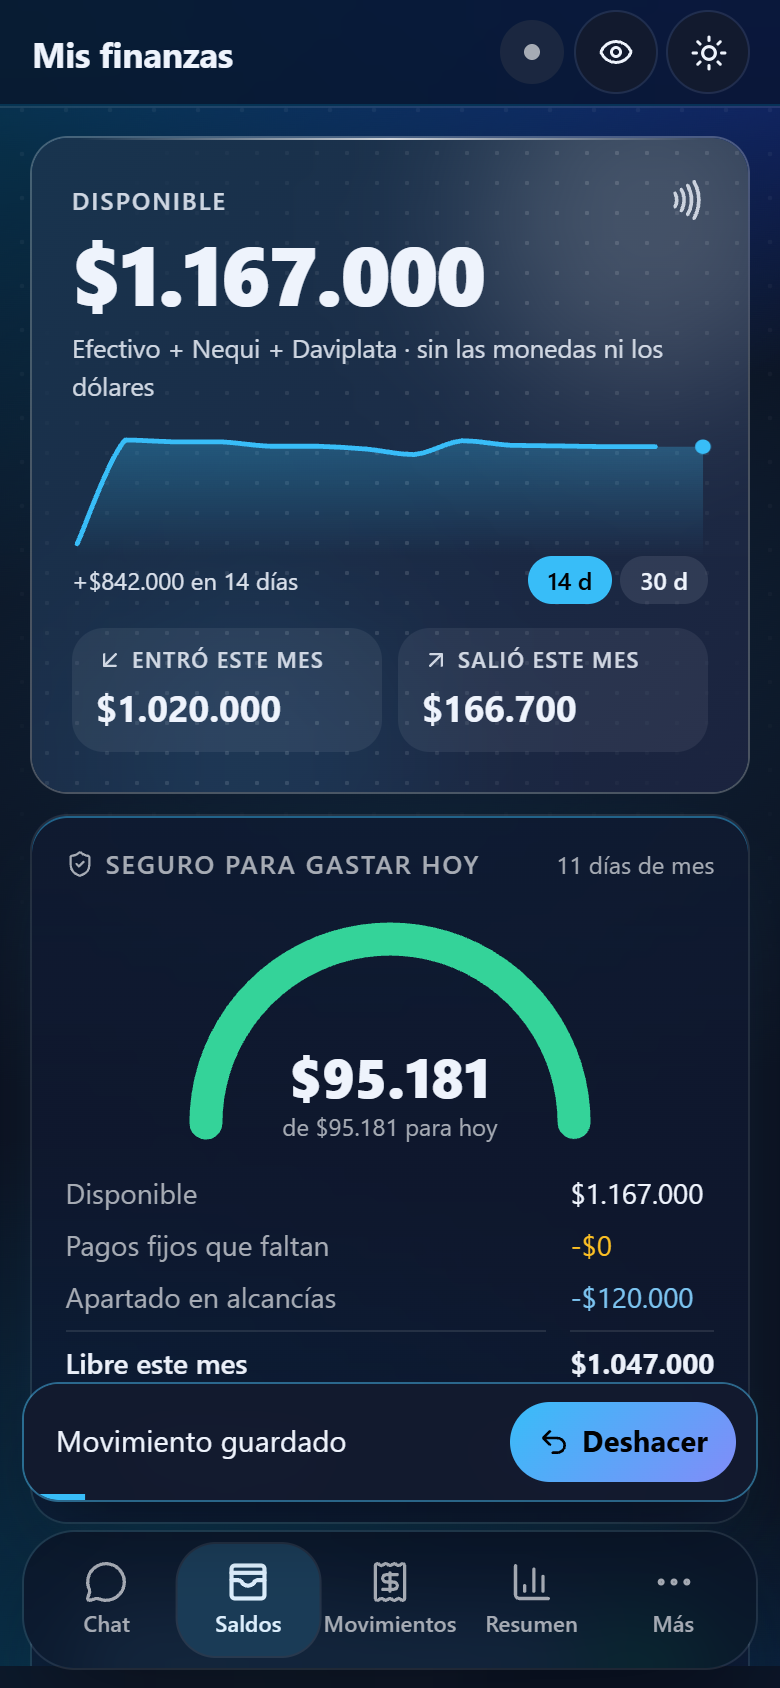 Mis finanzas
DISPONIBLE
$1.167.000
Efectivo + Nequi + Daviplata · sin las monedas ni los
dólares
+$842.000 en 14 días
14 d
30 d
ENTRÓ ESTE MES
SALIÓ ESTE MES
$1.020.000
$166.700
SEGURO PARA GASTAR HOY
11 días de mes
$95.181
de $95.181 para hoy
Disponible $1.167.000
Pagos fijos que faltan -$0
Apartado en alcancías -$120.000
Libre este mes $1.047.000
Movimiento guardado
Deshacer
Chat
Saldos
Movimientos
Resumen
Más